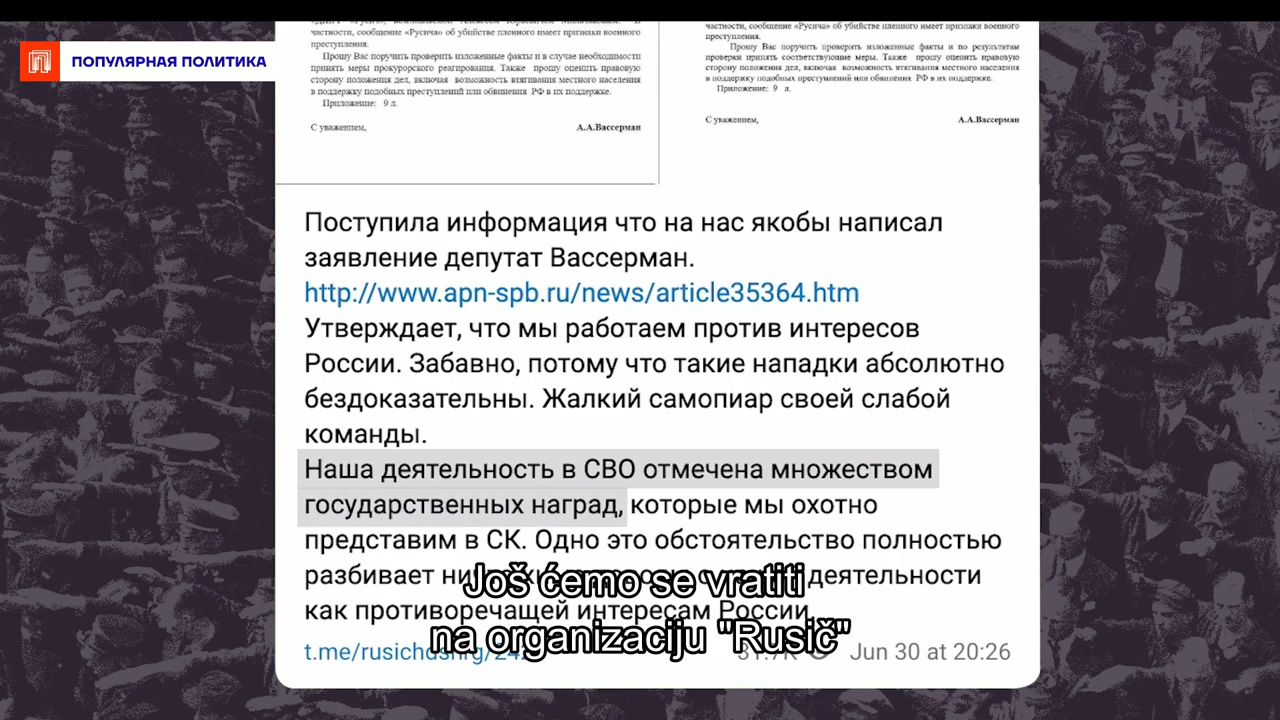 ПОПУЛЯРНАЯ ПОЛИТИКА
частности, сообщение «Русича» об убийстве пленного имеет признаки военного
преступления.
Прошу Вас поручить проверить изложенные факты и в случае необходимости
принять меры прокурорского реагирования. Также прошу оценить правовую
сторону положения дел, включая возможность втягивания местного населения
в поддержку подобных преступлений или обвинения РФ в их поддержке.
Приложение: 9 л.
С уважением,
А.А.Вассерман
частности, сообщение «Русича» об убийстве пленного имеет признаки военного
преступления.
Прошу Вас поручить проверить изложенные факты и по результатам
проверки принять соответствующие меры. Также прошу оценить правовую
сторону положения дел, включая возможность втягивания местного населения
в поддержку подобных преступлений или обвинения РФ в их поддержке.
Приложение: 9 л.
С уважением,
А.А.Вассерман
Поступила информация что на нас якобы написал
заявление депутат Вассерман.
http://www.apn-spb.ru/news/article35364.htm
Утверждает, что мы работаем против интересов
России. Забавно, потому что такие нападки абсолютно
бездоказательны. Жалкий самопиар своей слабой
команды.
Наша деятельность в СВО отмечена множеством
государственных наград, которые мы охотно
представим в СК. Одно это обстоятельство полностью
разбивает деятельности
как противоречащей интересам России.
Još ćemo se vratiti
na organizaciju "Rusič"
Jun 30 at 20:26